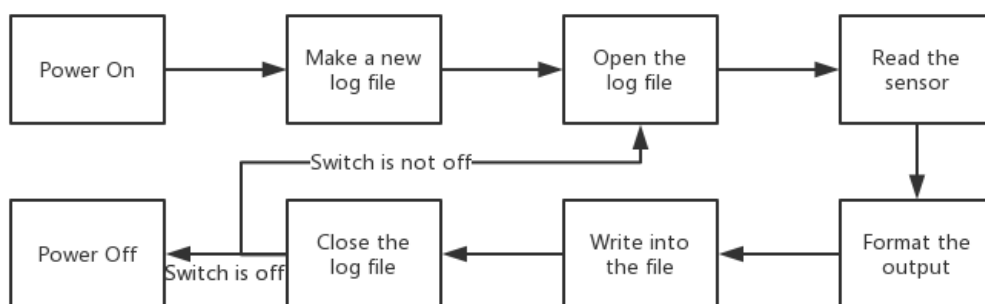 Power On
Make a new
log file
Open the
log file
Read the
sensor
Switch is not off
Power Off
Switch is off
Close the
log file
Write into
the file
Format the
output